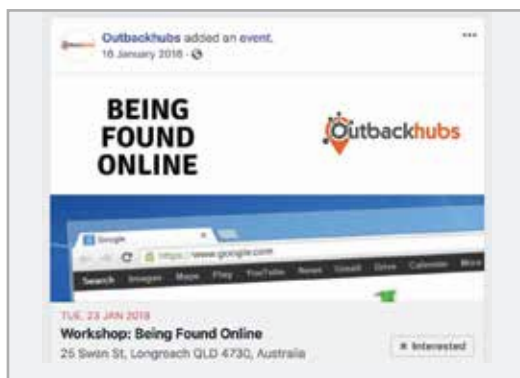 Outbackhubs added an event.
16 January 2018
BEING
FOUND
ONLINE
Outbackhubs
Google
https://www.google.com
Search Images Maps Play YouTube News Gmail Drive Calendar More
TUE, 23 JAN 2018
Workshop: Being Found Online
25 Swan St, Longreach QLD 4730, Australia
Interested